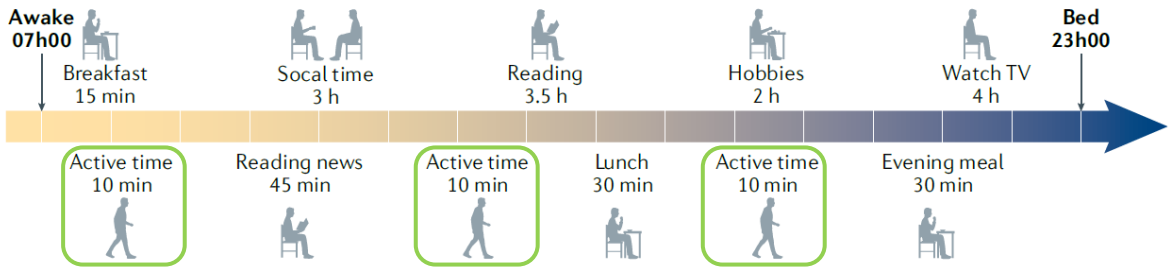 Awake
07h00
Breakfast
15 min
Socal time
3 h
Reading
3.5 h
Hobbies
2 h
Watch TV
4 h
Bed
23h00
Active time
10 min
Reading news
45 min
Active time
10 min
Lunch
30 min
Active time
10 min
Evening meal
30 min